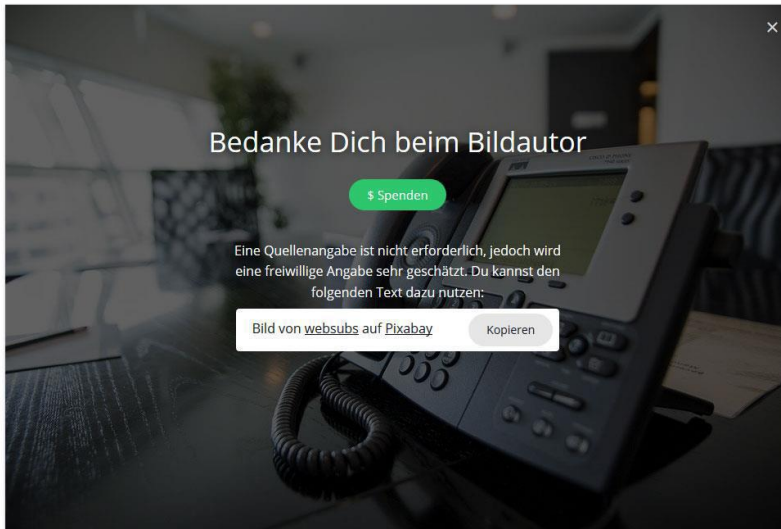 ×
Bedanke Dich beim Bildautor
$ Spenden
Eine Quellenangabe ist nicht erforderlich, jedoch wird
eine freiwillige Angabe sehr geschätzt. Du kannst den
folgenden Text dazu nutzen:
Bild von websubs auf Pixabay
Kopieren